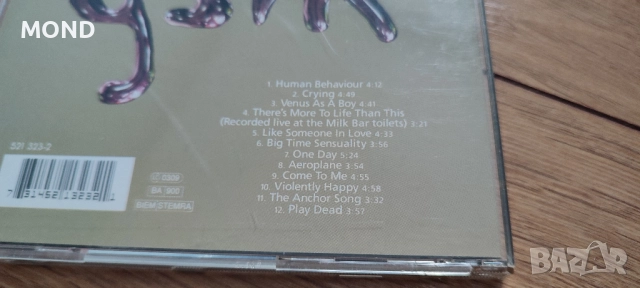 MOND
1. Human Behaviour 4:12
2. Crying 4:49
3. Venus As A Boy 4:41
4. There's More To Life Than This
(Recorded live at the Milk Bar toilets) 3:21
5. Like Someone In Love 4:33
6. Big Time Sensuality 3:56
7. One Day 5:24
8. Aeroplane 3:54
9. Come To Me 4:55
10. Violently Happy 4:58
11. The Anchor Song 3:32
12. Play Dead 3:57
521 323-2
BIEM/STEMRA
BAZAR